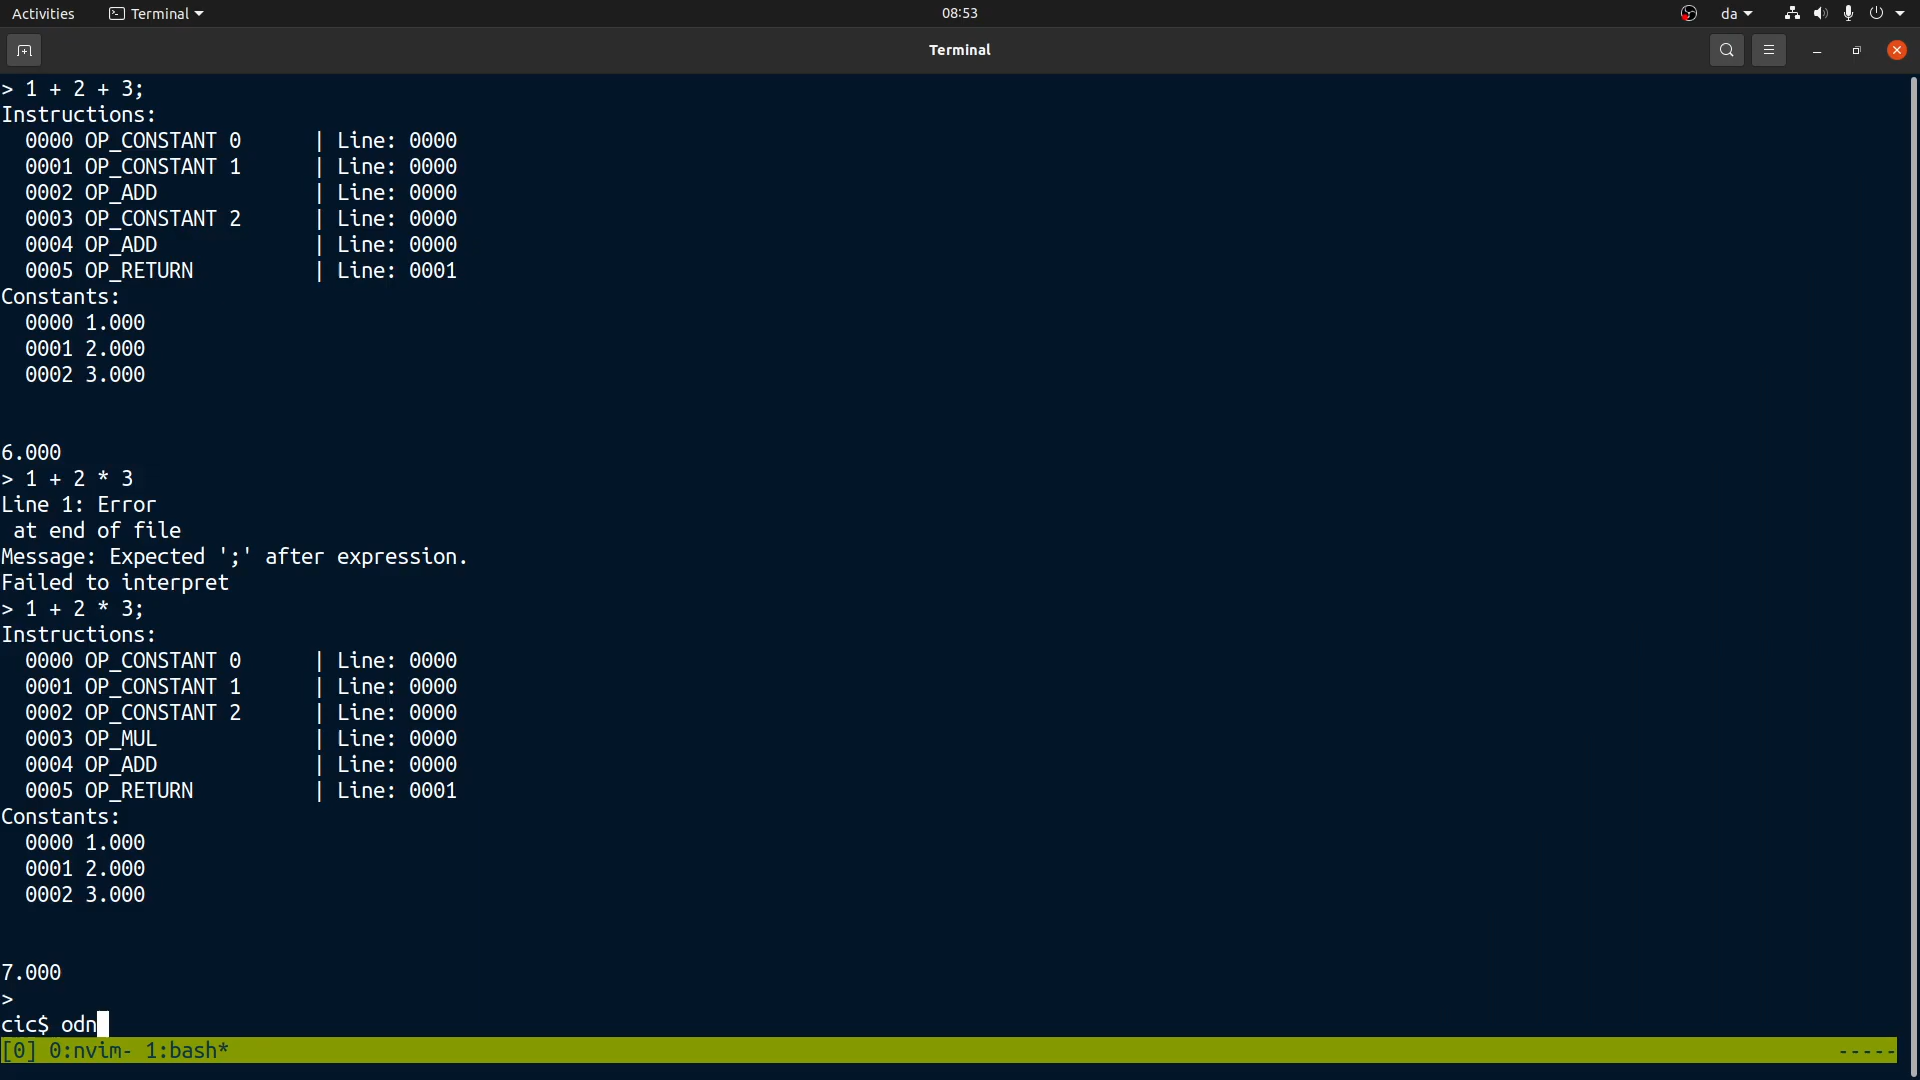 Activities Terminal 08:53 da
Terminal
> 1 + 2 + 3;
Instructions:
  0000 OP_CONSTANT 0      | Line: 0000
  0001 OP_CONSTANT 1      | Line: 0000
  0002 OP_ADD             | Line: 0000
  0003 OP_CONSTANT 2      | Line: 0000
  0004 OP_ADD             | Line: 0000
  0005 OP_RETURN          | Line: 0001
Constants:
  0000 1.000
  0001 2.000
  0002 3.000
6.000
> 1 + 2 * 3
Line 1: Error
 at end of file
Message: Expected ';' after expression.
Failed to interpret
> 1 + 2 * 3;
Instructions:
  0000 OP_CONSTANT 0      | Line: 0000
  0001 OP_CONSTANT 1      | Line: 0000
  0002 OP_CONSTANT 2      | Line: 0000
  0003 OP_MUL             | Line: 0000
  0004 OP_ADD             | Line: 0000
  0005 OP_RETURN          | Line: 0001
Constants:
  0000 1.000
  0001 2.000
  0002 3.000
7.000
>
cic$ odn
[0] 0:nvim- 1:bash* -----